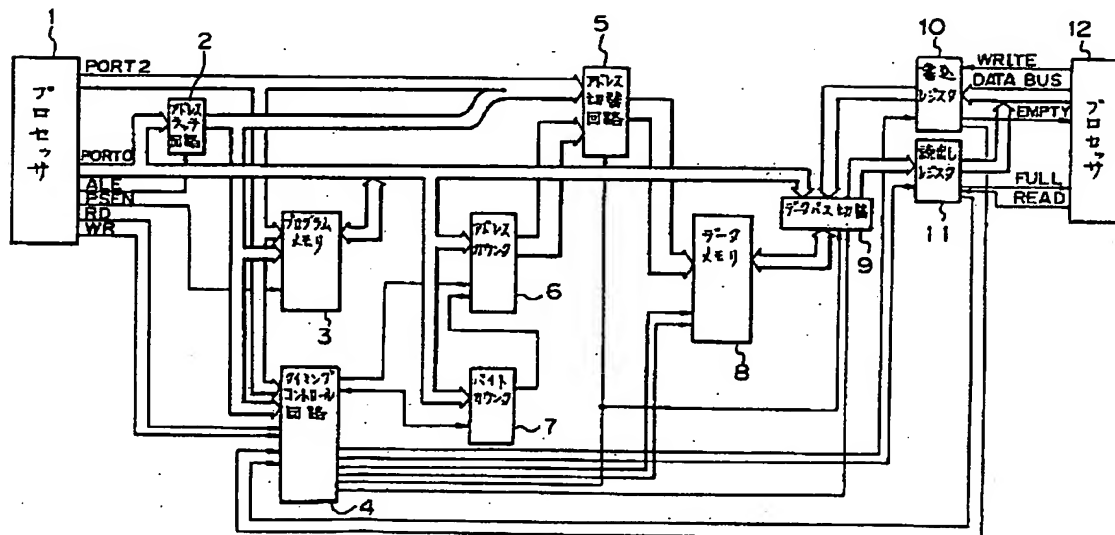 1
プロセッサ
PORT 2
PORT0
ALE
PSEN
RD
WR
2
アドレス
ラッチ
回路
プログラム
メモリ
3
タイミング
コントロール
回路
4
5
アドレス
切替
回路
アドレス
カウンタ
6
バイト
カウンタ
7
データ
メモリ
8
データバス切替
9
10
書込
レジスタ
読出し
レジスタ
11
12
プロセッサ
WRITE
DATA BUS
EMPTY
FULL
READ